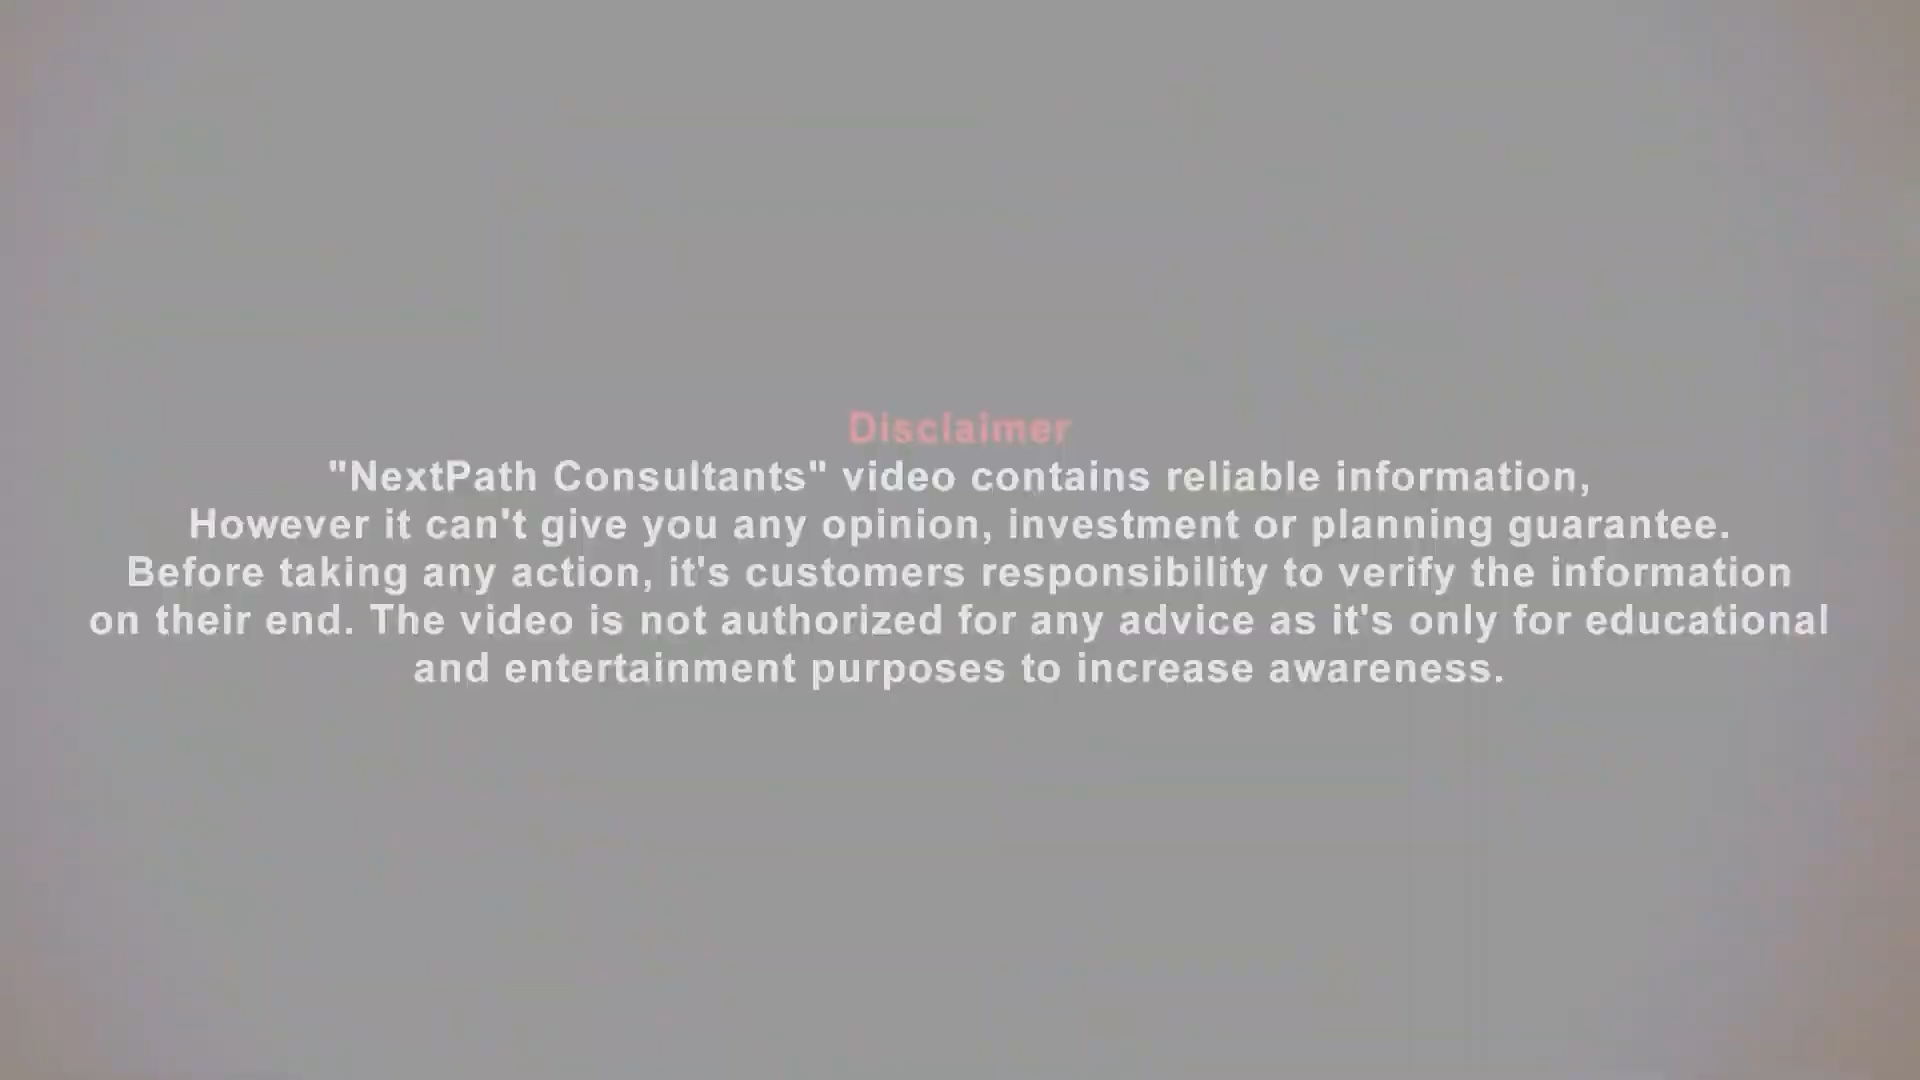 Disclaimer
"NextPath Consultants" video contains reliable information,
However it can't give you any opinion, investment or planning guarantee.
Before taking any action, it's customers responsibility to verify the information
on their end. The video is not authorized for any advice as it's only for educational
and entertainment purposes to increase awareness.